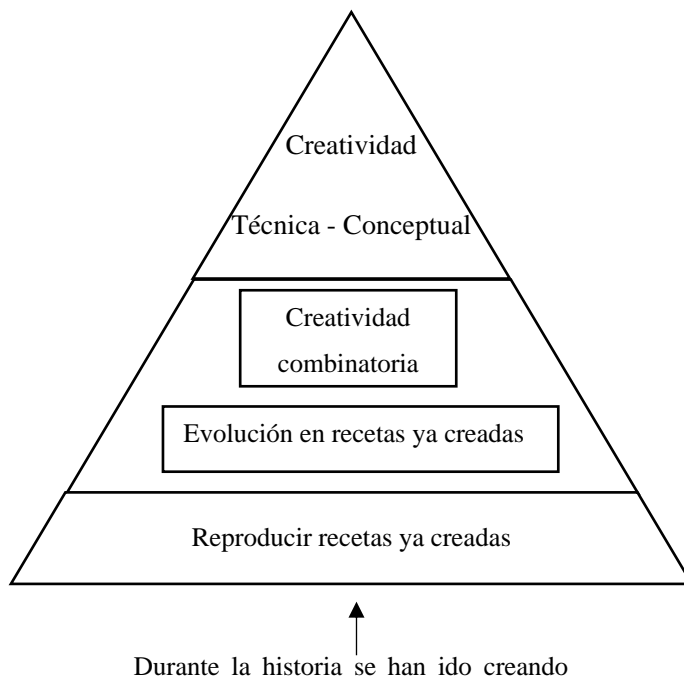 Creatividad
Técnica - Conceptual
Creatividad
combinatoria
Evolución en recetas ya creadas
Reproducir recetas ya creadas
Durante la historia se han ido creando